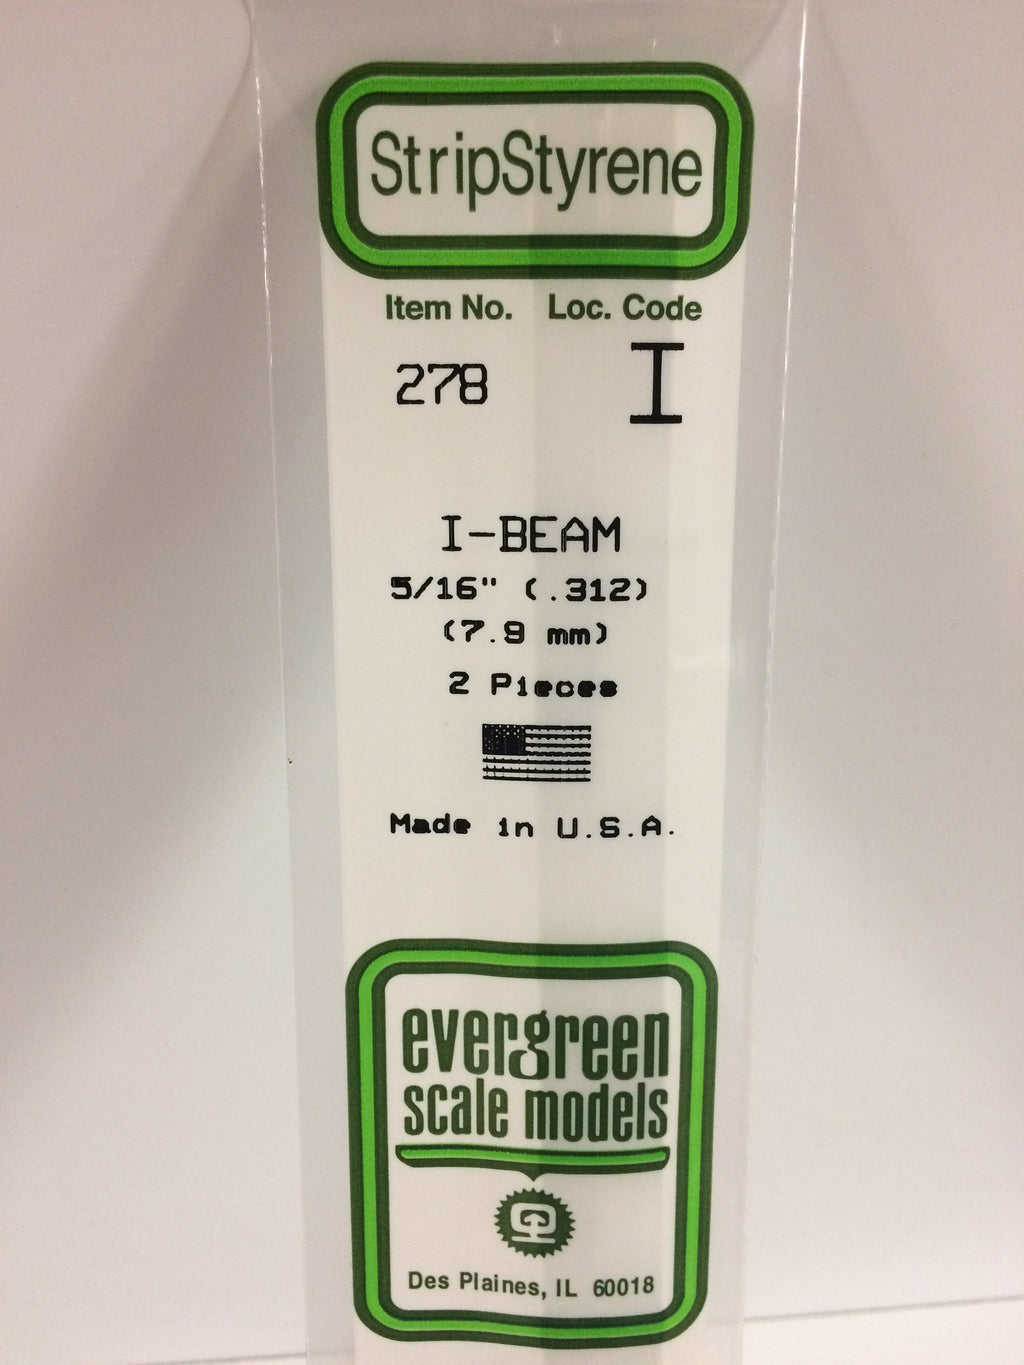 StripStyrene
Item No. Loc. Code
278 I
I-BEAM
5/16" (.312)
(7.9 mm)
2 Pieces
Made in U.S.A.
evergreen
scale models
Des Plaines, IL 60018